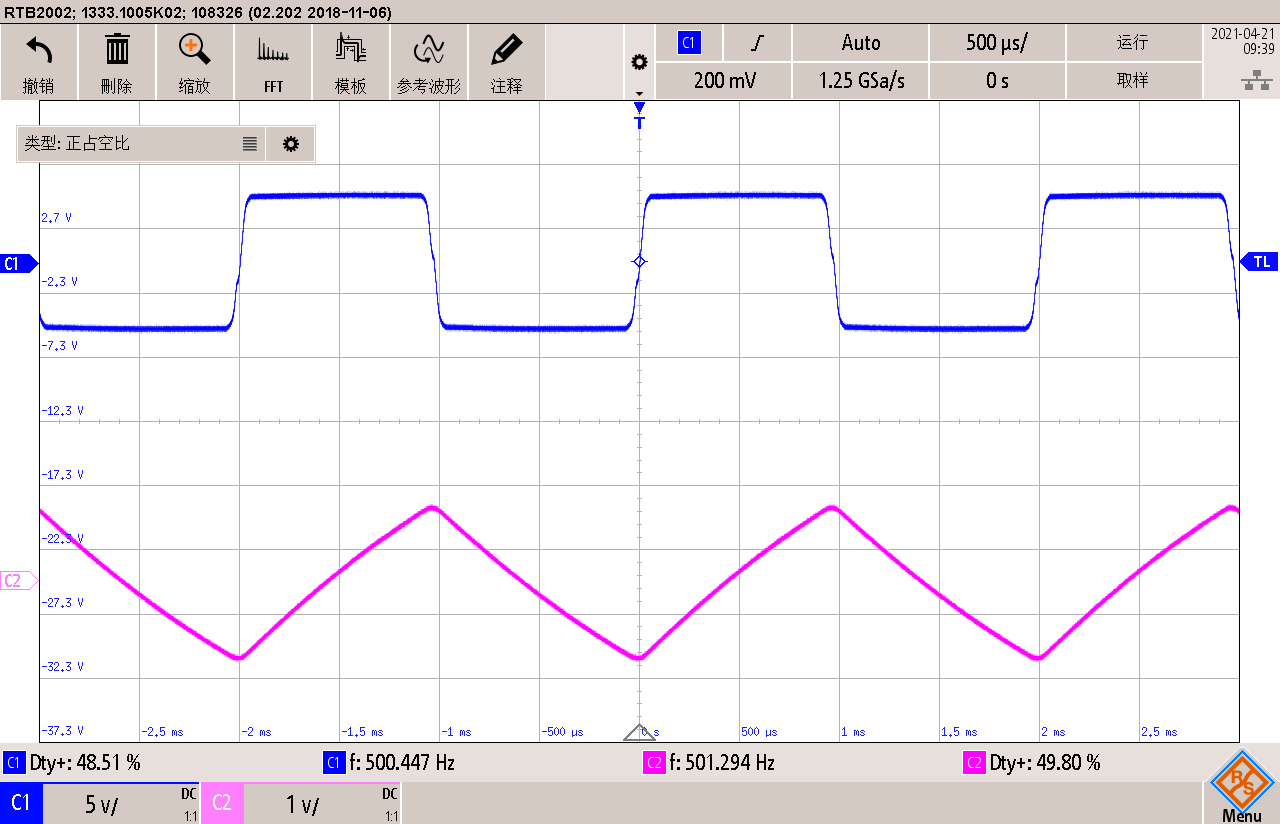 RTB2002; 1333.1005K02; 108326 (02.202 2018-11-06)
撤销 删除 缩放 FFT 模板 参考波形 注释
C1 Auto 500 µs/ 运行
200 mV 1.25 GSa/s 0 s 取样
2021-04-21
09:39
T
类型: 正占空比
2.7 V
C1
TL
-2.3 V
-7.3 V
-12.3 V
-17.3 V
-22.3 V
C2
-27.3 V
-32.3 V
-37.3 V
-2.5 ms -2 ms -1.5 ms -1 ms -500 µs 0 s 500 µs 1 ms 1.5 ms 2 ms 2.5 ms
C1 Dty+: 48.51 % C1 f: 500.447 Hz C2 f: 501.294 Hz C2 Dty+: 49.80 %
C1 5 V/ DC 1:1 C2 1 V/ DC 1:1
R&S
Menu